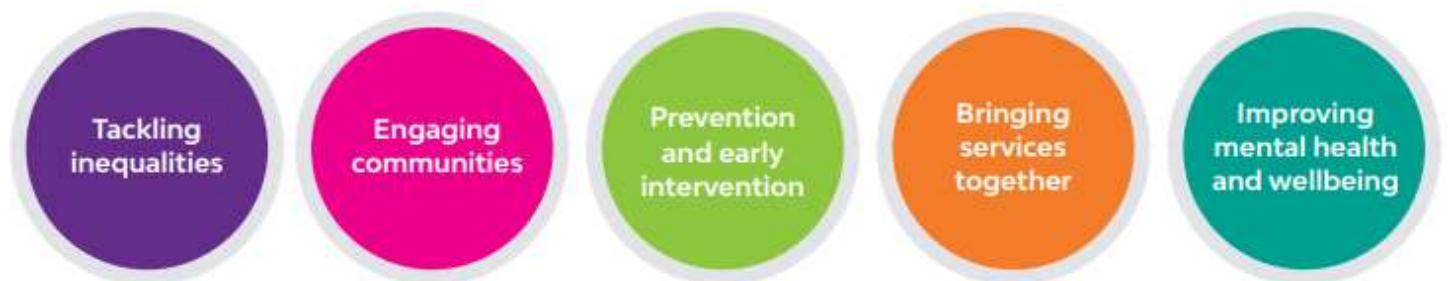 Tackling
inequalities
Engaging
communities
Prevention
and early
intervention
Bringing
services
together
Improving
mental health
and wellbeing